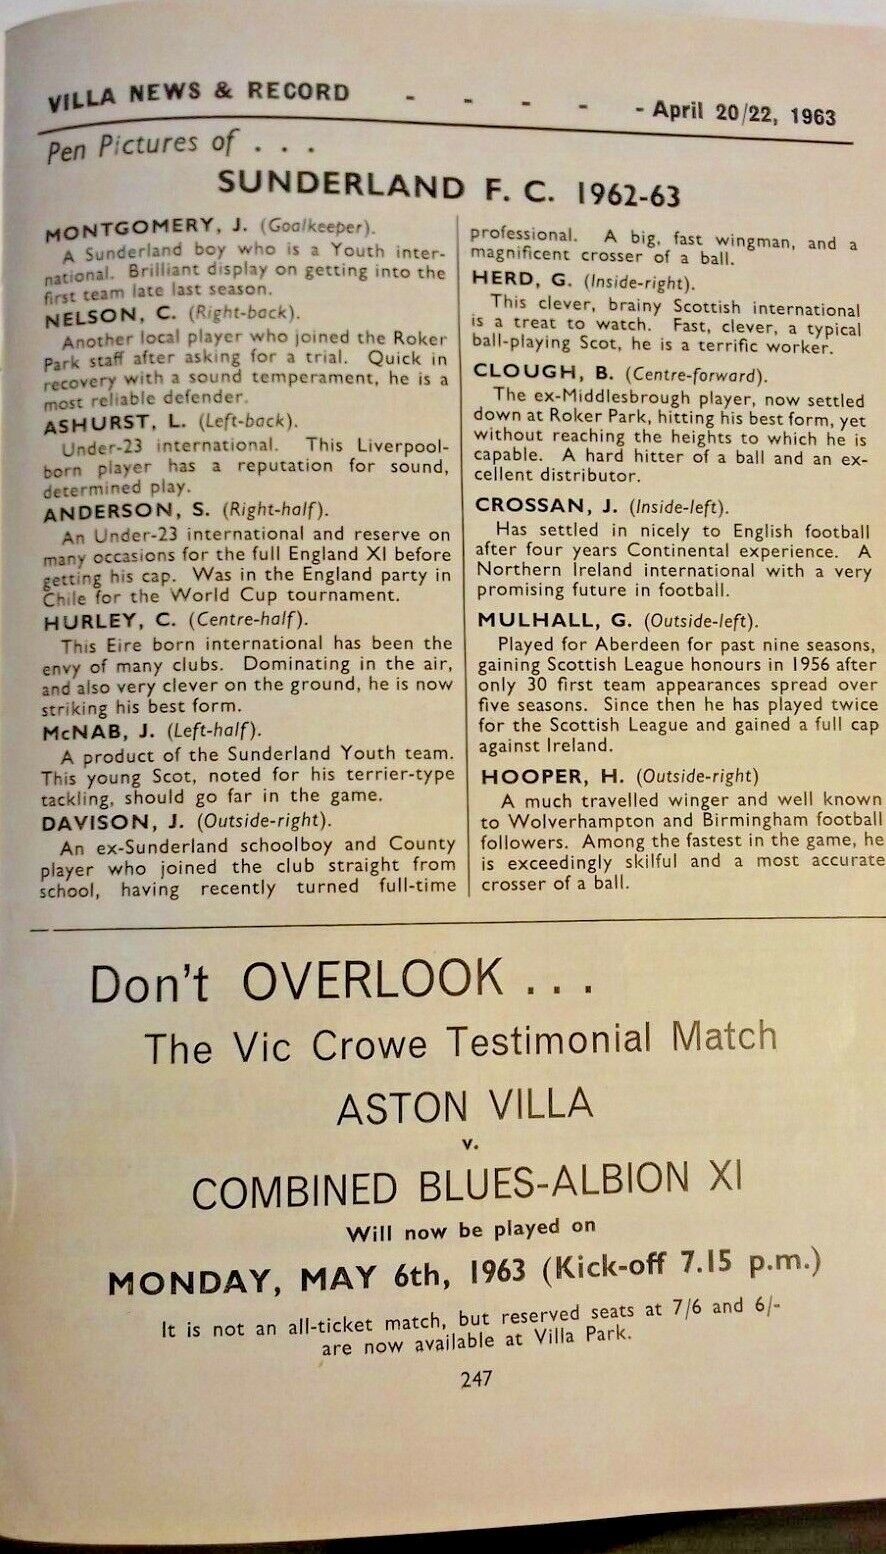 VILLA NEWS & RECORD - - - - - April 20/22, 1963
Pen Pictures of . . .
SUNDERLAND F. C. 1962-63
MONTGOMERY, J. (Goalkeeper).
A Sunderland boy who is a Youth inter-
national. Brilliant display on getting into the
first team late last season.
NELSON, C. (Right-back).
Another local player who joined the Roker
Park staff after asking for a trial. Quick in
recovery with a sound temperament, he is a
most reliable defender.
ASHURST, L. (Left-back).
Under-23 international. This Liverpool-
born player has a reputation for sound,
determined play.
ANDERSON, S. (Right-half).
An Under-23 international and reserve on
many occasions for the full England XI before
getting his cap. Was in the England party in
Chile for the World Cup tournament.
HURLEY, C. (Centre-half).
This Eire born international has been the
envy of many clubs. Dominating in the air,
and also very clever on the ground, he is now
striking his best form.
McNAB, J. (Left-half).
A product of the Sunderland Youth team.
This young Scot, noted for his terrier-type
tackling, should go far in the game.
DAVISON, J. (Outside-right).
An ex-Sunderland schoolboy and County
player who joined the club straight from
school, having recently turned full-time
professional. A big, fast wingman, and a
magnificent crosser of a ball.
HERD, G. (Inside-right).
This clever, brainy Scottish international
is a treat to watch. Fast, clever, a typical
ball-playing Scot, he is a terrific worker.
CLOUGH, B. (Centre-forward).
The ex-Middlesbrough player, now settled
down at Roker Park, hitting his best form, yet
without reaching the heights to which he is
capable. A hard hitter of a ball and an ex-
cellent distributor.
CROSSAN, J. (Inside-left).
Has settled in nicely to English football
after four years Continental experience. A
Northern Ireland international with a very
promising future in football.
MULHALL, G. (Outside-left).
Played for Aberdeen for past nine seasons,
gaining Scottish League honours in 1956 after
only 30 first team appearances spread over
five seasons. Since then he has played twice
for the Scottish League and gained a full cap
against Ireland.
HOOPER, H. (Outside-right)
A much travelled winger and well known
to Wolverhampton and Birmingham football
followers. Among the fastest in the game, he
is exceedingly skilful and a most accurate
crosser of a ball.
Don't OVERLOOK . . .
The Vic Crowe Testimonial Match
ASTON VILLA
v.
COMBINED BLUES-ALBION XI
Will now be played on
MONDAY, MAY 6th, 1963 (Kick-off 7.15 p.m.)
It is not an all-ticket match, but reserved seats at 7/6 and 6/-
are now available at Villa Park.
247